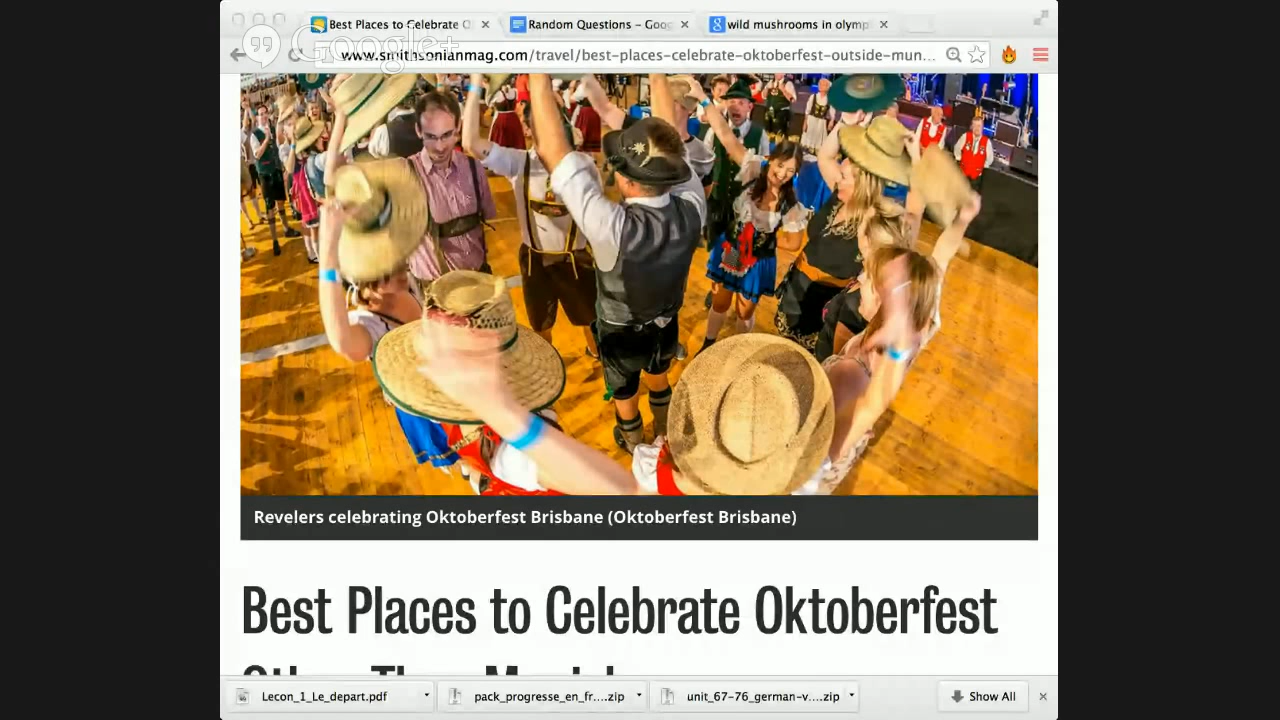 Best Places to Celebrate O
Random Questions – Goo
wild mushrooms in olymp
Google+
www.smithsonianmag.com/travel/best-places-celebrate-oktoberfest-outside-mun...
Revelers celebrating Oktoberfest Brisbane (Oktoberfest Brisbane)
Best Places to Celebrate Oktoberfest
Lecon_1_Le_depart.pdf
pack_progresse_en_fr....zip
unit_67-76_german-v....zip
Show All